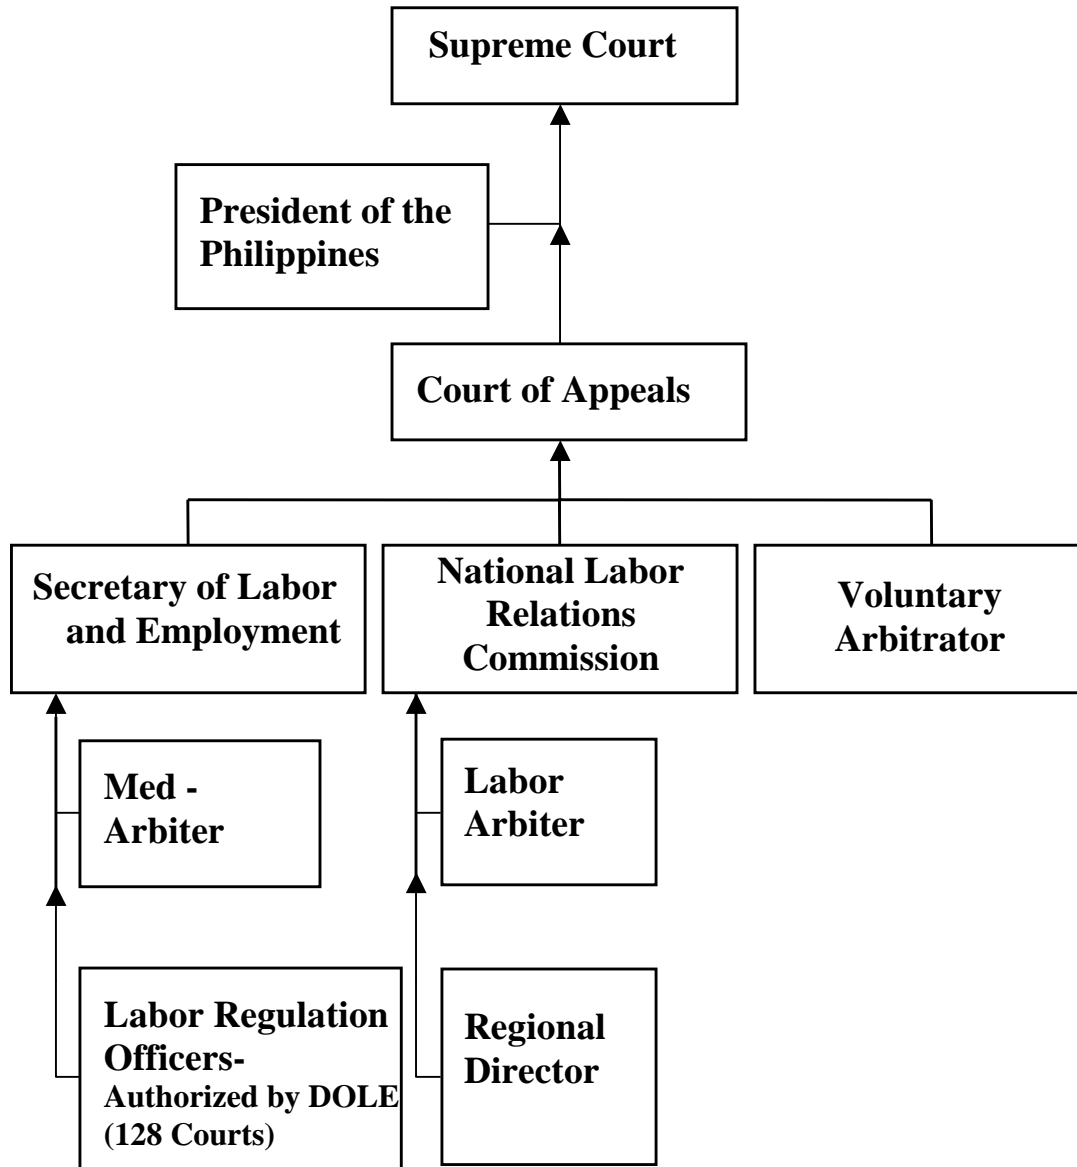 Supreme Court
President of the
Philippines
Court of Appeals
Secretary of Labor
and Employment
National Labor
Relations
Commission
Voluntary
Arbitrator
Med -
Arbiter
Labor
Arbiter
Labor Regulation
Officers-
Authorized by DOLE
(128 Courts)
Regional
Director